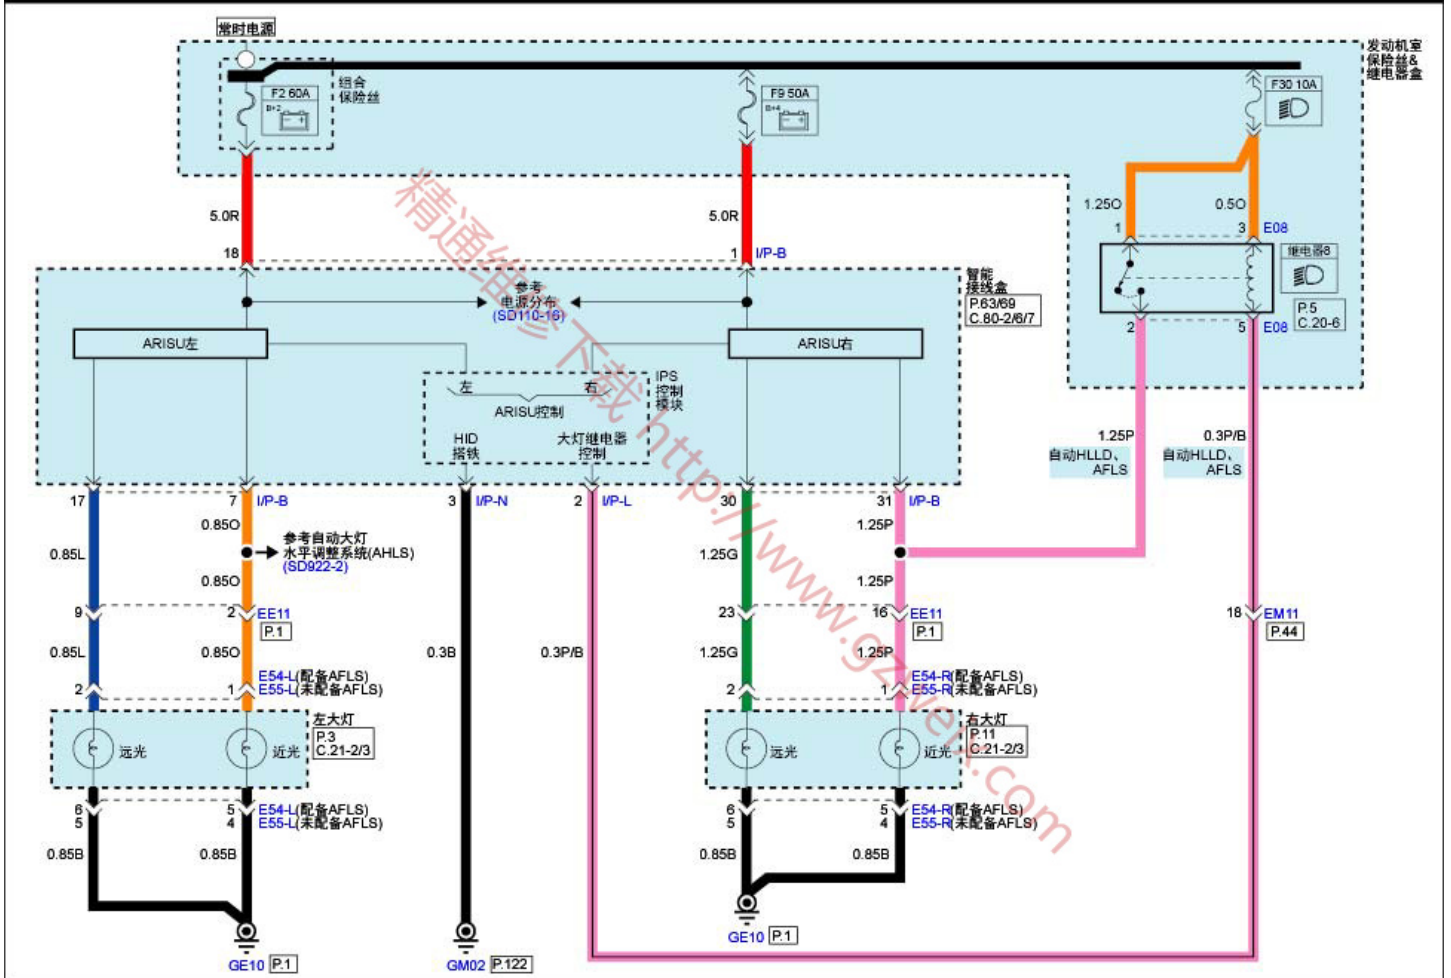 常时电源
发动机室
保险丝&
继电器盒
组合
保险丝
F2 60A
B+2
F9 50A
B+4
F30 10A
5.0R
5.0R
1.25O
0.5O
18
1
I/P-B
1
3
E08
继电器8
智能
接线盒
P.63/69
C.80-2/6/7
参考
电源分布
(SD110-16)
P.5
C.20-6
2
5
E08
ARISU左
ARISU右
IPS
控制
模块
左
右
ARISU控制
HID
搭铁
大灯继电器
控制
1.25P
自动HLLD、
AFLS
0.3P/B
自动HLLD、
AFLS
17
7
I/P-B
3
I/P-N
2
I/P-L
30
31
I/P-B
0.85O
1.25P
0.85L
参考自动大灯
水平调整系统(AHLS)
(SD922-2)
1.25G
0.85O
1.25P
9
2
EE11
P.1
23
16
EE11
P.1
18
EM11
P.44
0.85L
0.85O
0.3B
0.3P/B
1.25G
1.25P
2
1
E54-L(配备AFLS)
E55-L(未配备AFLS)
2
1
E54-R(配备AFLS)
E55-R(未配备AFLS)
左大灯
P.3
C.21-2/3
右大灯
P.11
C.21-2/3
远光
近光
远光
近光
6
5
5
4
E54-L(配备AFLS)
E55-L(未配备AFLS)
6
5
5
4
E54-R(配备AFLS)
E55-R(未配备AFLS)
0.85B
0.85B
0.85B
0.85B
GE10
P.1
GM02
P.122
GE10
P.1
精通维修下载 http://www.gzweix.com